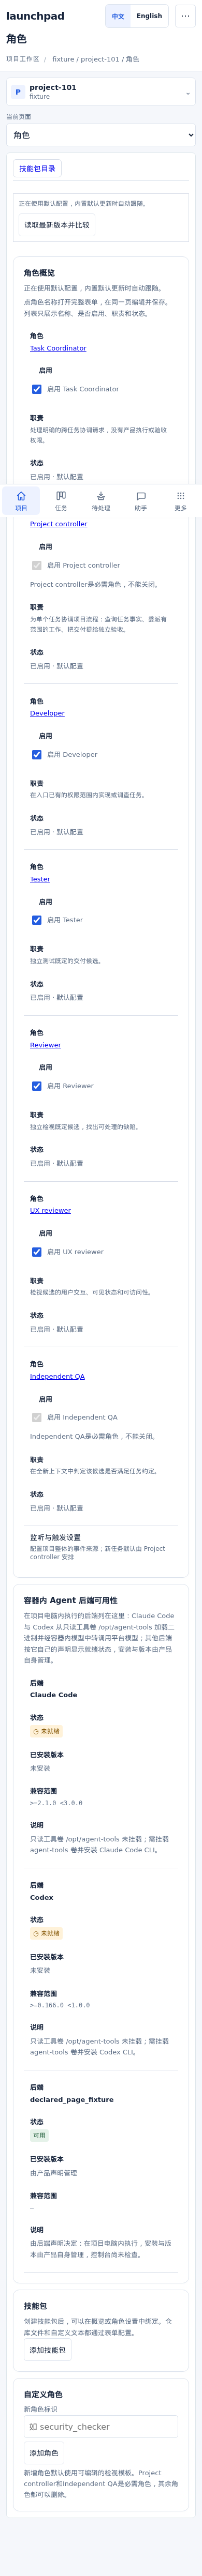 launchpad
中文
English
···
角色
项目工作区 / fixture / project-101 / 角色
P
project-101
fixture
当前页面
角色
技能包目录
正在使用默认配置，内置默认更新时自动跟随。
读取最新版本并比较
角色概览
正在使用默认配置，内置默认更新时自动跟随。
点角色名称打开完整表单，在同一页编辑并保存。
列表只展示名称、是否启用、职责和状态。
角色
Task Coordinator
启用
启用 Task Coordinator
职责
处理明确的跨任务协调请求，没有产品执行或验收
权限。
状态
已启用 · 默认配置
项目
任务
待处理
助手
更多
Project controller
启用
启用 Project controller
Project controller是必需角色，不能关闭。
职责
为单个任务协调项目流程：查询任务事实、委派有
范围的工作、把交付提给独立验收。
状态
已启用 · 默认配置
角色
Developer
启用
启用 Developer
职责
在人口已有的权限范围内实现或调查任务。
状态
已启用 · 默认配置
角色
Tester
启用
启用 Tester
职责
独立测试既定的交付候选。
状态
已启用 · 默认配置
角色
Reviewer
启用
启用 Reviewer
职责
独立检视既定候选，找出可处理的缺陷。
状态
已启用 · 默认配置
角色
UX reviewer
启用
启用 UX reviewer
职责
检视候选的用户交互、可见状态和可访问性。
状态
已启用 · 默认配置
角色
Independent QA
启用
启用 Independent QA
Independent QA是必需角色，不能关闭。
职责
在全新上下文中判定该候选是否满足任务约定。
状态
已启用 · 默认配置
监听与触发设置
配置项目整体的事件来源；新任务默认由 Project
controller 安排
容器内 Agent 后端可用性
在项目电脑内执行的后端列在这里：Claude Code
与 Codex 从只读工具卷 /opt/agent-tools 加载二
进制并经容器内模型中转调用平台模型；其他后端
按它自己的声明显示就绪状态，安装与版本由产品
自身管理。
后端
Claude Code
状态
未就绪
已安装版本
未安装
兼容范围
>=2.1.0 <3.0.0
说明
只读工具卷 /opt/agent-tools 未挂载；需挂载
agent-tools 卷并安装 Claude Code CLI。
后端
Codex
状态
未就绪
已安装版本
未安装
兼容范围
>=0.166.0 <1.0.0
说明
只读工具卷 /opt/agent-tools 未挂载；需挂载
agent-tools 卷并安装 Codex CLI。
后端
declared_page_fixture
状态
可用
已安装版本
由产品声明管理
兼容范围
—
说明
由后端声明决定：在项目电脑内执行，安装与版
本由产品自身管理，控制台尚未检查。
技能包
创建技能包后，可以在概览或角色设置中绑定。仓
库文件和自定义文本都通过表单配置。
添加技能包
自定义角色
新角色标识
如 security_checker
添加角色
新增角色默认使用可编辑的检视模板。Project
controller和Independent QA是必需角色，其余角
色都可以删除。